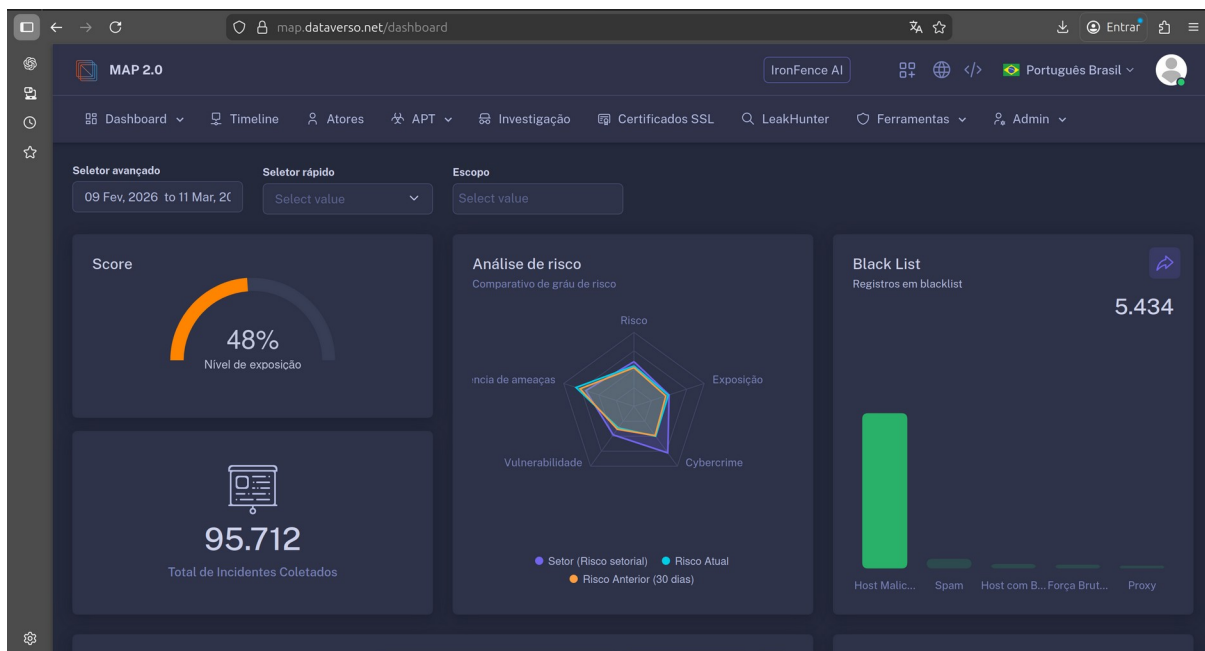 map.dataverso.net/dashboard
Entrar
MAP 2.0
IronFence AI
Português Brasil
Dashboard
Timeline
Atores
APT
Investigação
Certificados SSL
LeakHunter
Ferramentas
Admin
Seletor avançado
Seletor rápido
Escopo
09 Fev, 2026 to 11 Mar, 20
Select value
Select value
Score
48%
Nível de exposição
95.712
Total de Incidentes Coletados
Análise de risco
Comparativo de gráu de risco
Risco
Exposição
Cybercrime
Vulnerabilidade
ncia de ameaças
Setor (Risco setorial)
Risco Atual
Risco Anterior (30 dias)
Black List
Registros em blacklist
5.434
Host Malic...
Spam
Host com B...
Força Brut...
Proxy